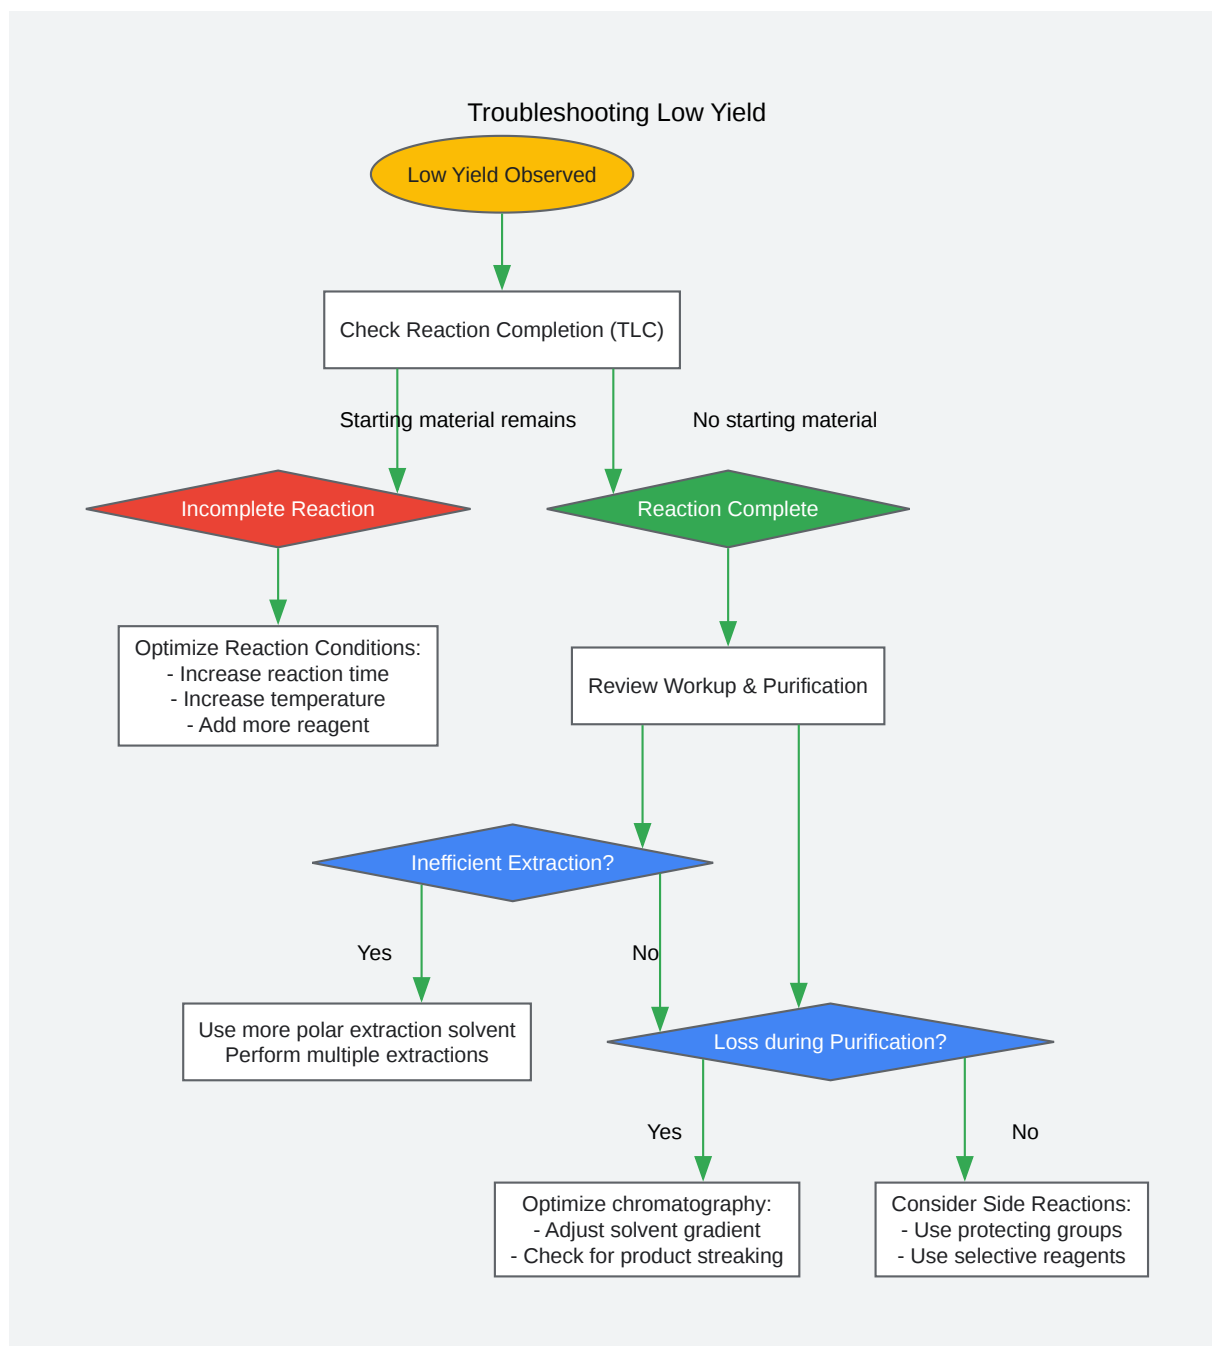 Troubleshooting Low Yield
Low Yield Observed
Check Reaction Completion (TLC)
Starting material remains
No starting material
Incomplete Reaction
Reaction Complete
Optimize Reaction Conditions:
- Increase reaction time
- Increase temperature
- Add more reagent
Review Workup & Purification
Inefficient Extraction?
Yes
No
Use more polar extraction solvent
Perform multiple extractions
Loss during Purification?
Yes
No
Optimize chromatography:
- Adjust solvent gradient
- Check for product streaking
Consider Side Reactions:
- Use protecting groups
- Use selective reagents